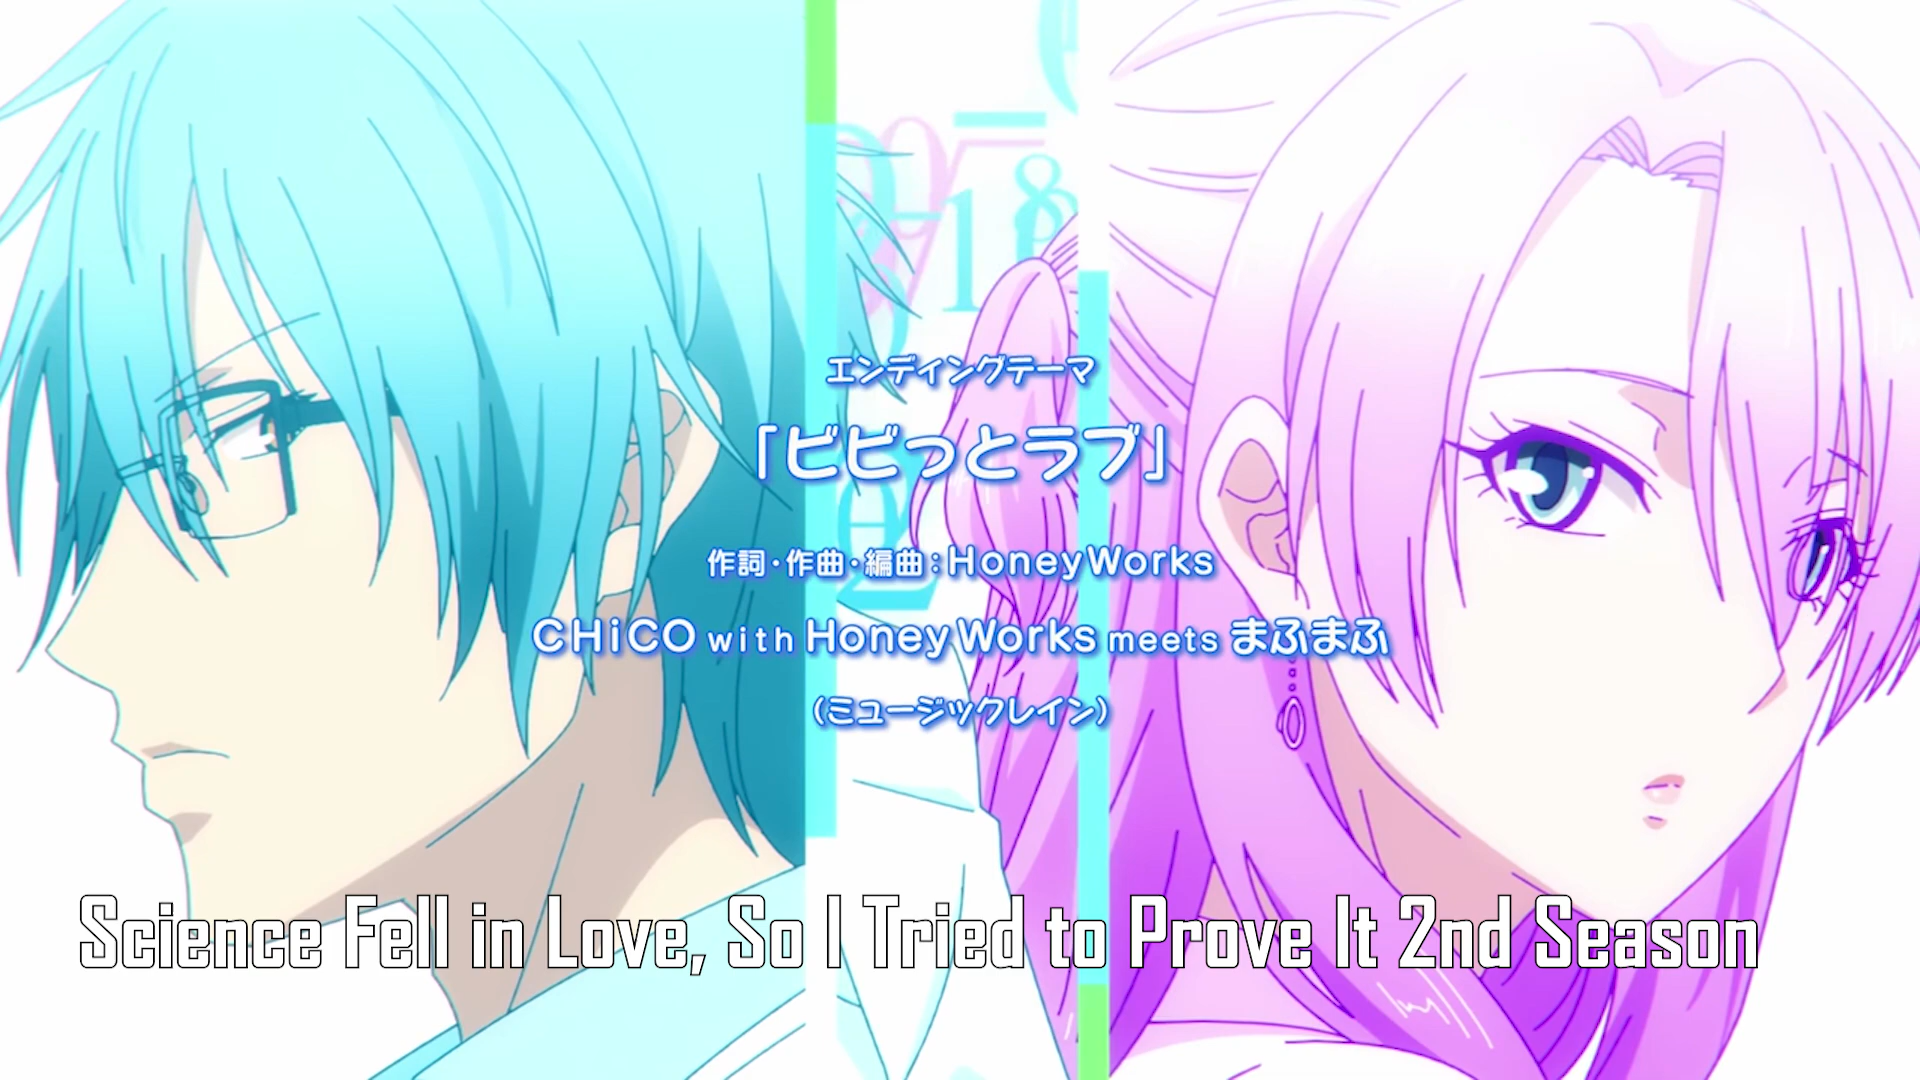 エンディングテーマ
「ビビっとラブ」
作詞・作曲・編曲：HoneyWorks
CHiCO with HoneyWorks meets まふまふ
（ミュージックレイン）
Science Fell in Love, So I Tried to Prove It 2nd Season